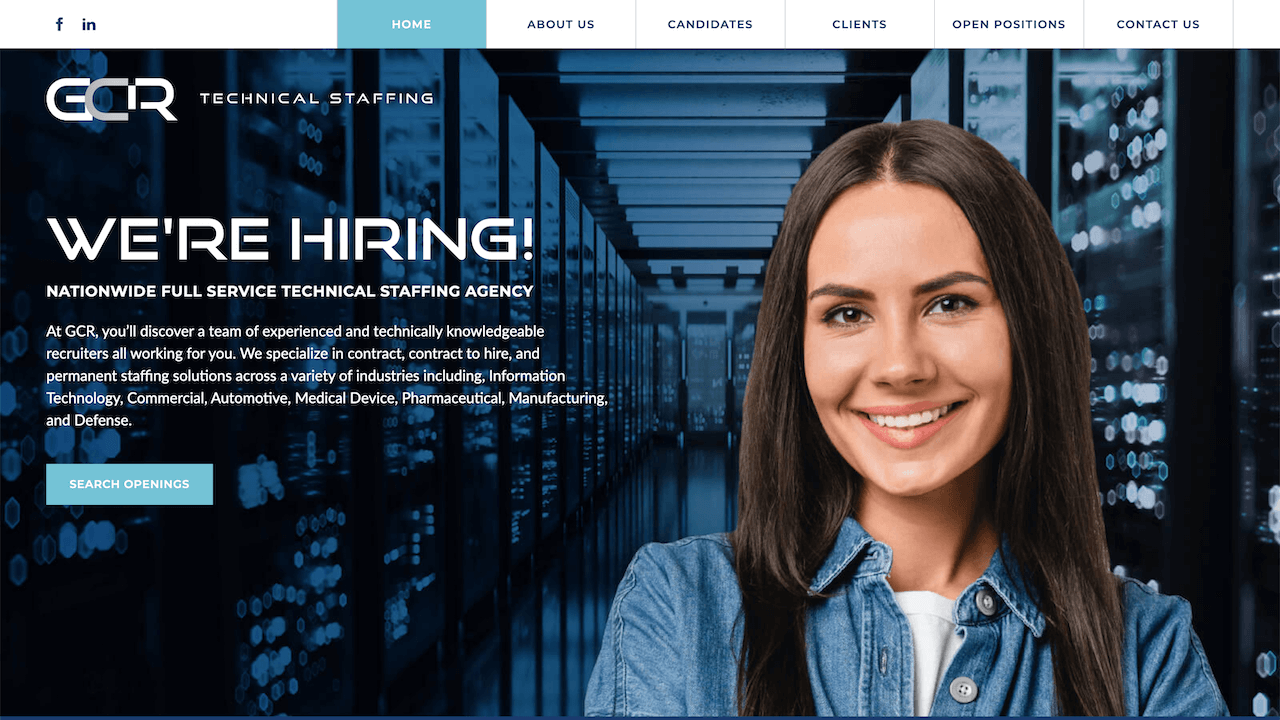 f in HOME ABOUT US CANDIDATES CLIENTS OPEN POSITIONS CONTACT US
GCR TECHNICAL STAFFING
WE'RE HIRING!
NATIONWIDE FULL SERVICE TECHNICAL STAFFING AGENCY
At GCR, you’ll discover a team of experienced and technically knowledgeable
recruiters all working for you. We specialize in contract, contract to hire, and
permanent staffing solutions across a variety of industries including, Information
Technology, Commercial, Automotive, Medical Device, Pharmaceutical, Manufacturing,
and Defense.
SEARCH OPENINGS